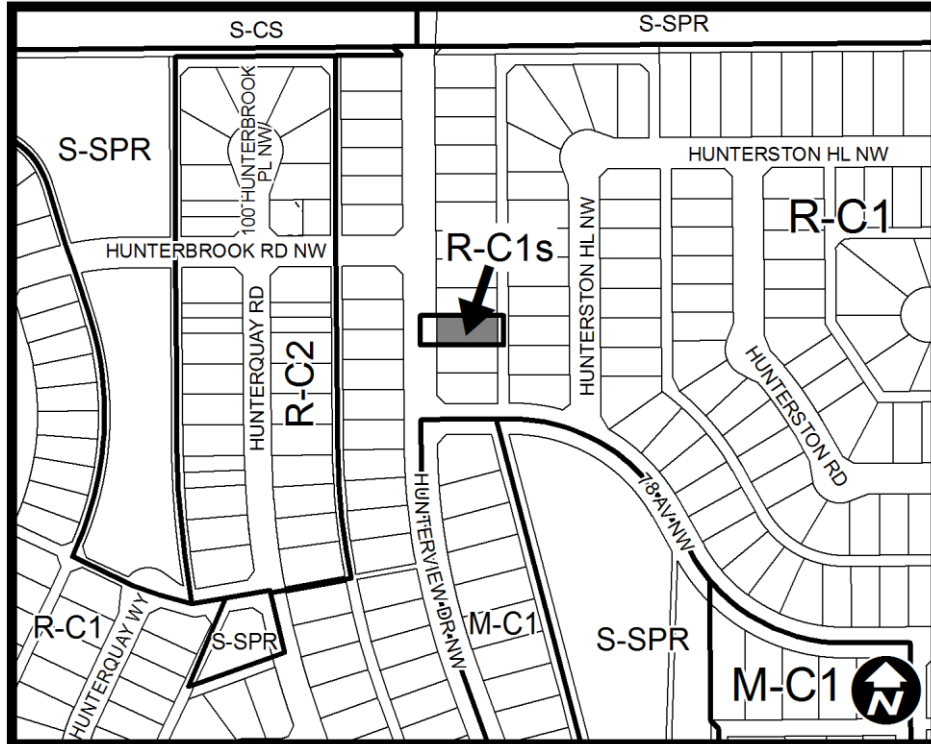 S-CS
S-SPR
S-SPR
100 HUNTERBROOK
PL NW
HUNTERSTON HL NW
R-C1
HUNTERBROOK RD NW
R-C1s
HUNTERSTON HL NW
HUNTERQUAY RD
R-C2
HUNTERSTON RD
78 AV NW
HUNTERVIEW DR NW
R-C1
HUNTERQUAY WY
S-SPR
M-C1
S-SPR
M-C1
N